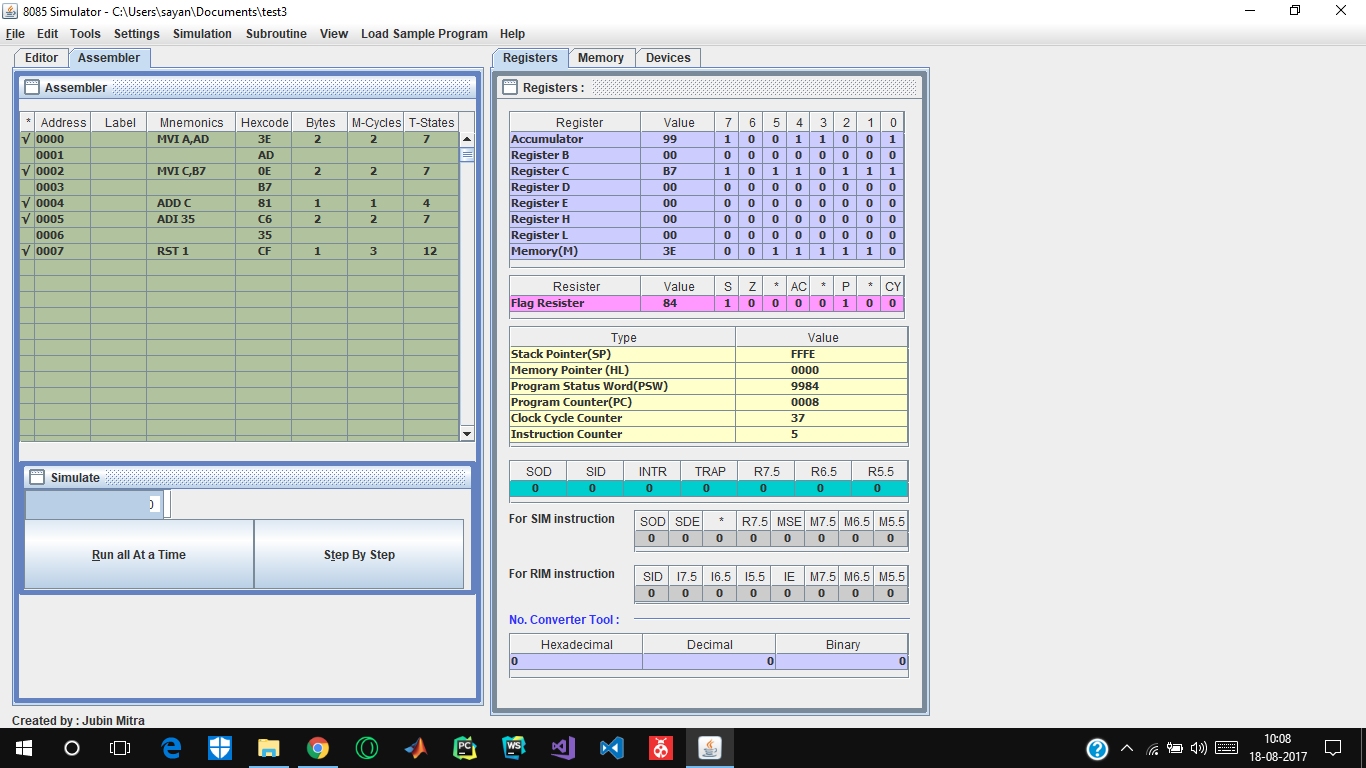 8085 Simulator - C:\Users\sayan\Documents\test3
File Edit Tools Settings Simulation Subroutine View Load Sample Program Help
Editor Assembler
Assembler
* Address Label Mnemonics Hexcode Bytes M-Cycles T-States
√ 0000 MVI A,AD 3E 2 2 7
0001 AD
√ 0002 MVI C,B7 0E 2 2 7
0003 B7
√ 0004 ADD C 81 1 1 4
√ 0005 ADI 35 C6 2 2 7
0006 35
√ 0007 RST 1 CF 1 3 12
Simulate
0
Run all At a Time Step By Step
Created by : Jubin Mitra
Registers Memory Devices
Registers :
Register Value 7 6 5 4 3 2 1 0
Accumulator 99 1 0 0 1 1 0 0 1
Register B 00 0 0 0 0 0 0 0 0
Register C B7 1 0 1 1 0 1 1 1
Register D 00 0 0 0 0 0 0 0 0
Register E 00 0 0 0 0 0 0 0 0
Register H 00 0 0 0 0 0 0 0 0
Register L 00 0 0 0 0 0 0 0 0
Memory(M) 3E 0 0 1 1 1 1 1 0
Resister Value S Z * AC * P * CY
Flag Resister 84 1 0 0 0 0 1 0 0
Type Value
Stack Pointer(SP) FFFE
Memory Pointer (HL) 0000
Program Status Word(PSW) 9984
Program Counter(PC) 0008
Clock Cycle Counter 37
Instruction Counter 5
SOD SID INTR TRAP R7.5 R6.5 R5.5
0 0 0 0 0 0 0
For SIM instruction
SOD SDE * R7.5 MSE M7.5 M6.5 M5.5
0 0 0 0 0 0 0 0
For RIM instruction
SID I7.5 I6.5 I5.5 IE M7.5 M6.5 M5.5
0 0 0 0 0 0 0 0
No. Converter Tool :
Hexadecimal Decimal Binary
0 0 0
PC WS
10:08
18-08-2017